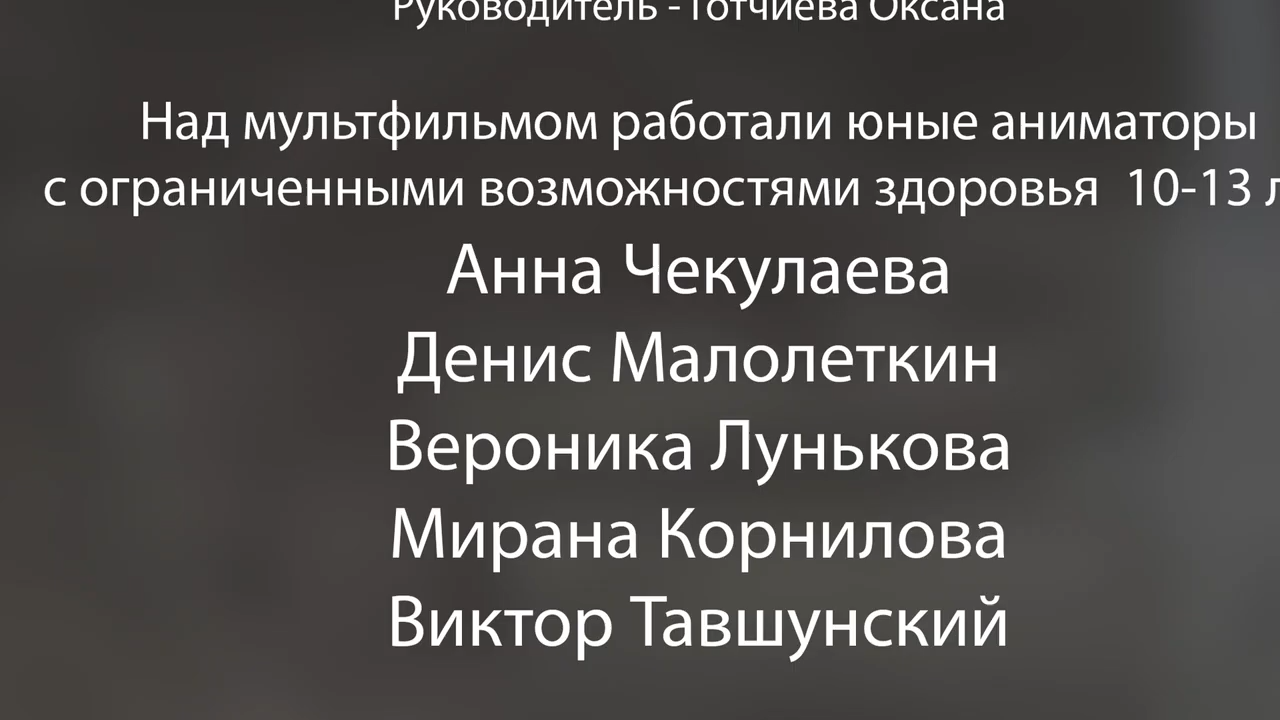 Руководитель - Готчиева Оксана
Над мультфильмом работали юные аниматоры
с ограниченными возможностями здоровья 10-13
Анна Чекулаева
Денис Малолеткин
Вероника Лунькова
Мирана Корнилова
Виктор Тавшунский